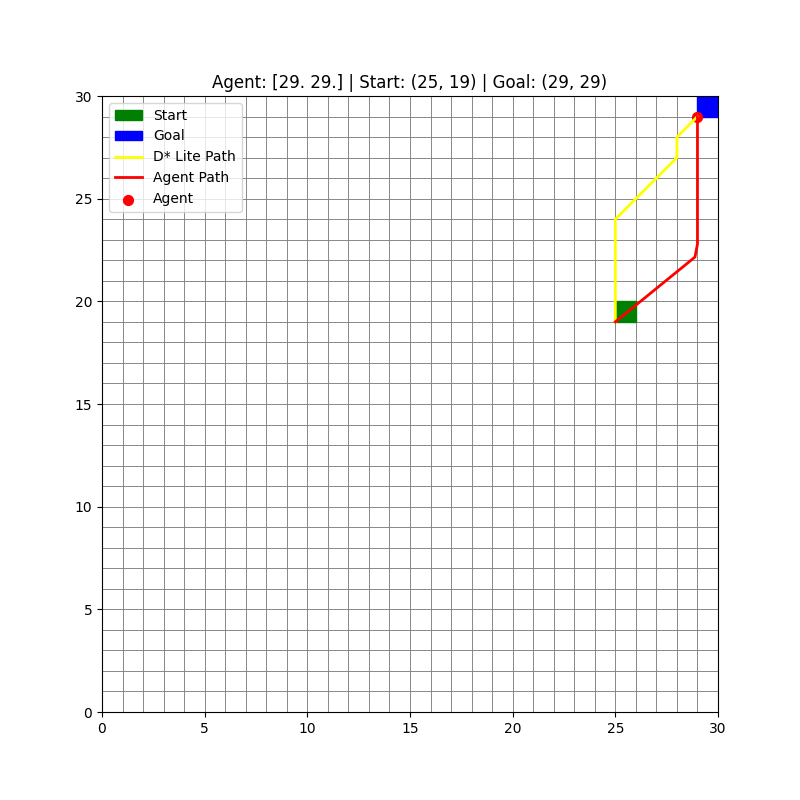 Agent: [29. 29.] | Start: (25, 19) | Goal: (29, 29)
Start
Goal
D* Lite Path
Agent Path
Agent
30
25
20
15
10
5
0
0 5 10 15 20 25 30